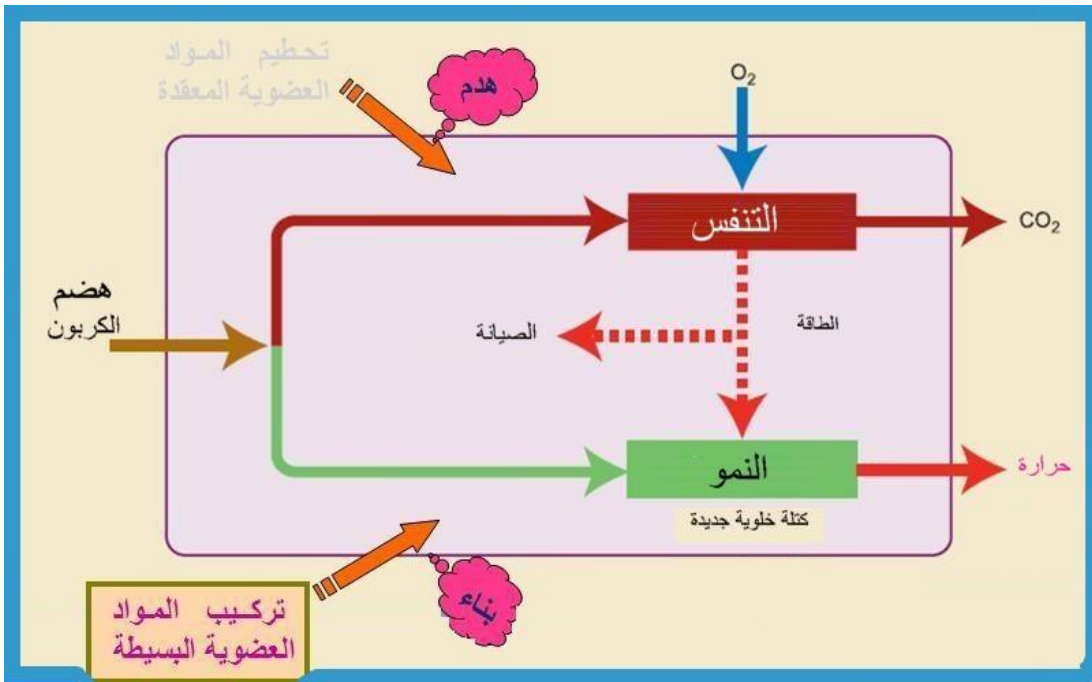 تحطيم المواد
العضوية المعقدة
هدم
O₂
التنفس
CO₂
هضم
الكربون
الصيانة
الطاقة
النمو
حرارة
كتلة خلوية جديدة
بناء
تركيب المواد
العضوية البسيطة